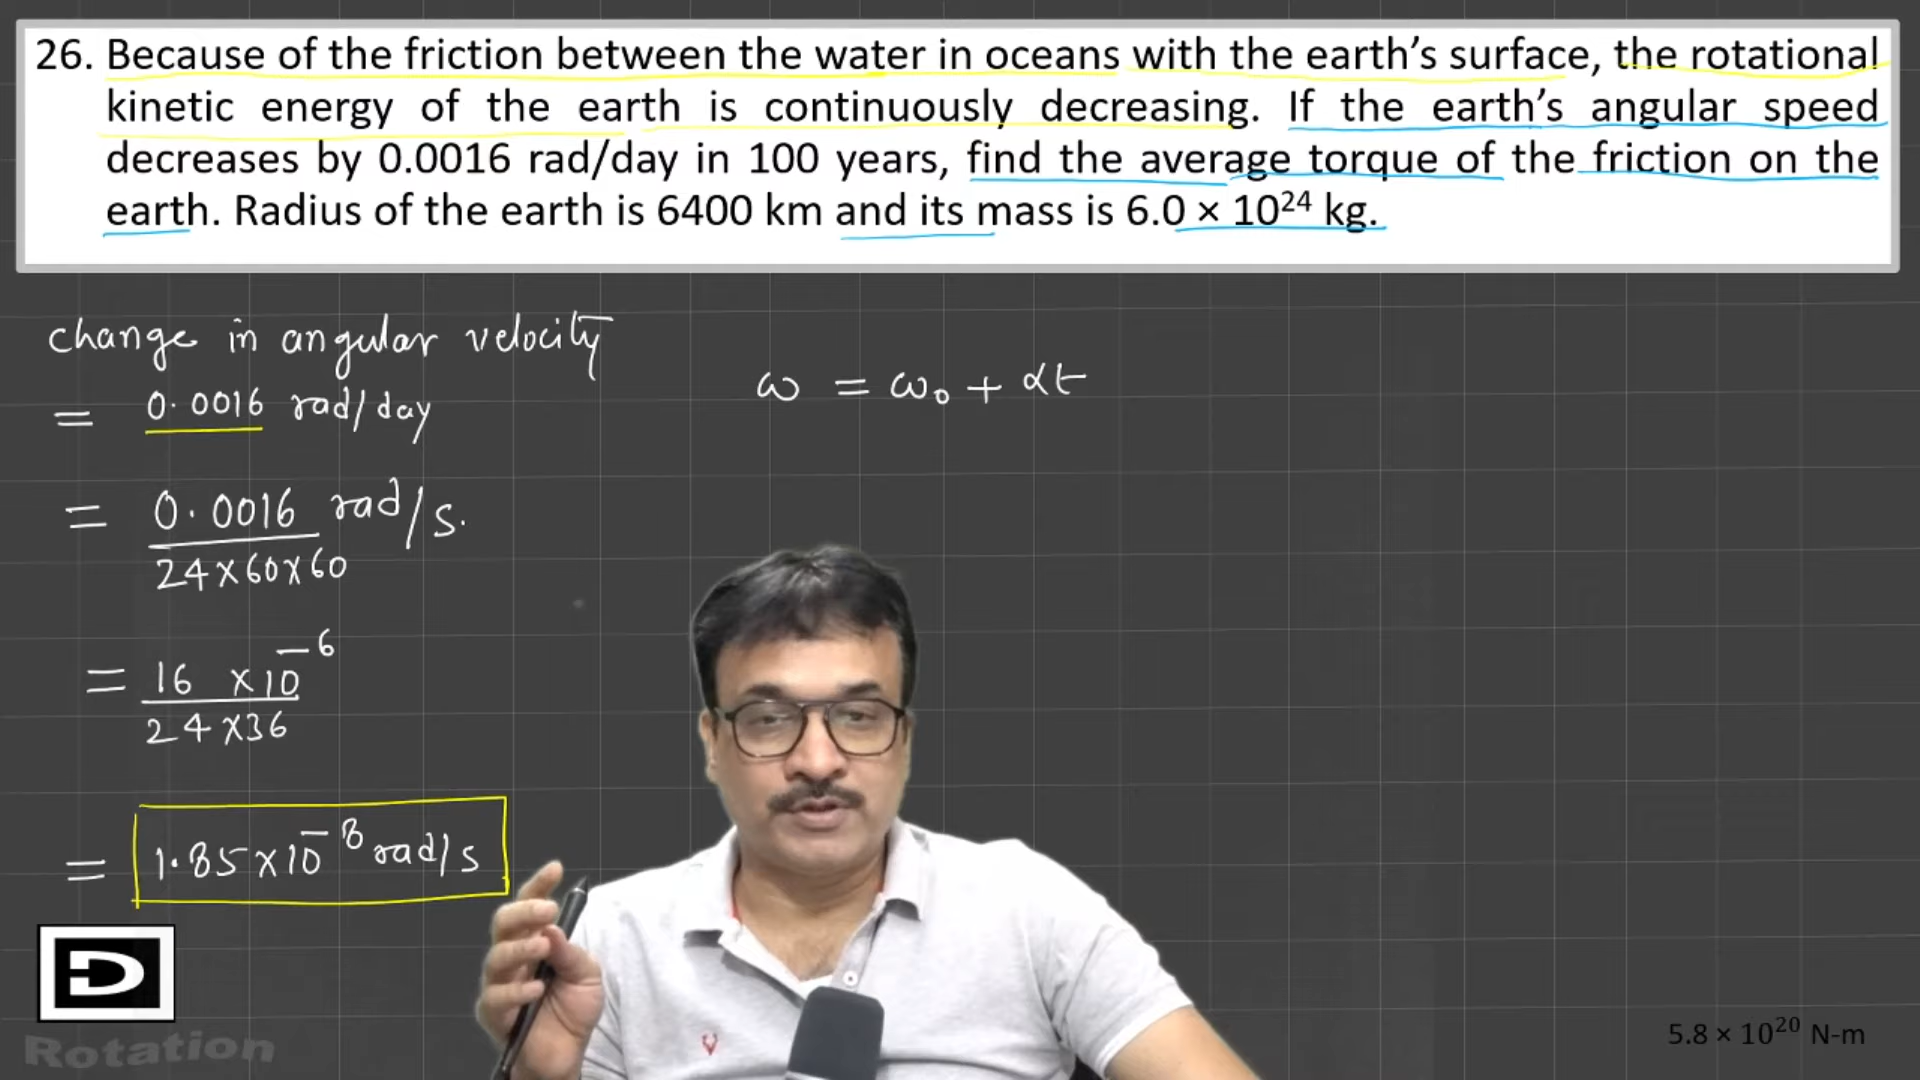 26. Because of the friction between the water in oceans with the earth’s surface, the rotational
kinetic energy of the earth is continuously decreasing. If the earth’s angular speed
decreases by 0.0016 rad/day in 100 years, find the average torque of the friction on the
earth. Radius of the earth is 6400 km and its mass is 6.0 × 10²⁴ kg.
change in angular velocity
= 0.0016 rad/day
= 0.0016 rad/s.
24×60×60
= 16 ×10⁻⁶
24×36
= 1.85×10⁻⁸ rad/s
ω = ω₀ + αt
D
Rotation
5.8 × 10²⁰ N-m